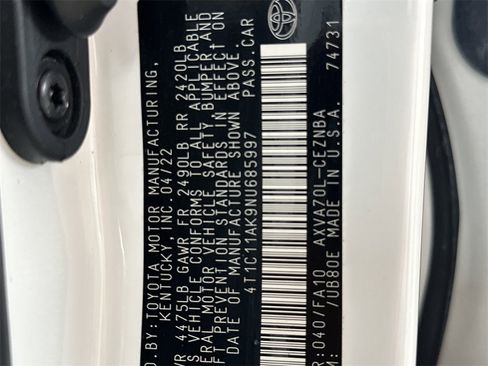 D.BY:TOYOTA MOTOR MANUFACTURING,
KENTUCKY, INC. 04/22
VR 4475LB GAWR FR 2410LB RR 2420LB
S VEHICLE CONFORMS TO ALL APPLICABLE
ERAL MOTOR VEHICLE SAFETY, BUMPER, AND
FT PREVENTION STANDARDS IN EFFECT ON
DATE OF MANUFACTURE SHOWN ABOVE.
4T1C11AK9NU685997 PASS.CAR
R:040/FA10 AXVA70L-CEZNBA
M: /UB80E MADE IN U.S.A. 74731